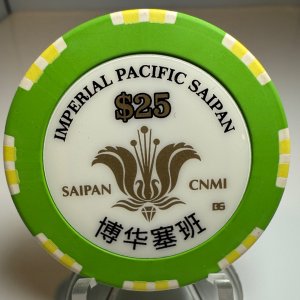 IMPERIAL PACIFIC SAIPAN
$25
SAIPAN CNMI
BG
博华塞班